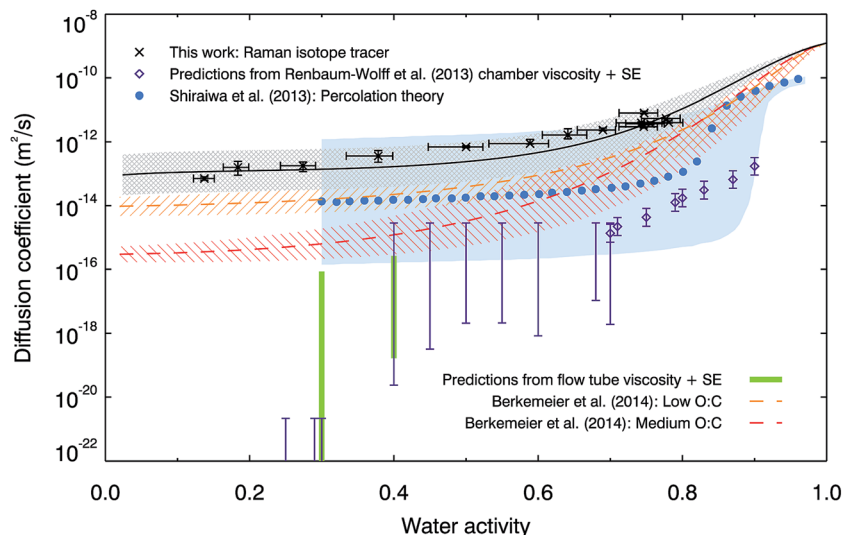 10⁻⁸
This work: Raman isotope tracer
Predictions from Renbaum-Wolff et al. (2013) chamber viscosity + SE
Shiraiwa et al. (2013): Percolation theory
10⁻¹⁰
10⁻¹²
10⁻¹⁴
10⁻¹⁶
10⁻¹⁸
10⁻²⁰
10⁻²²
Diffusion coefficient (m²/s)
Predictions from flow tube viscosity + SE
Berkemeier et al. (2014): Low O:C
Berkemeier et al. (2014): Medium O:C
0.0 0.2 0.4 0.6 0.8 1.0
Water activity